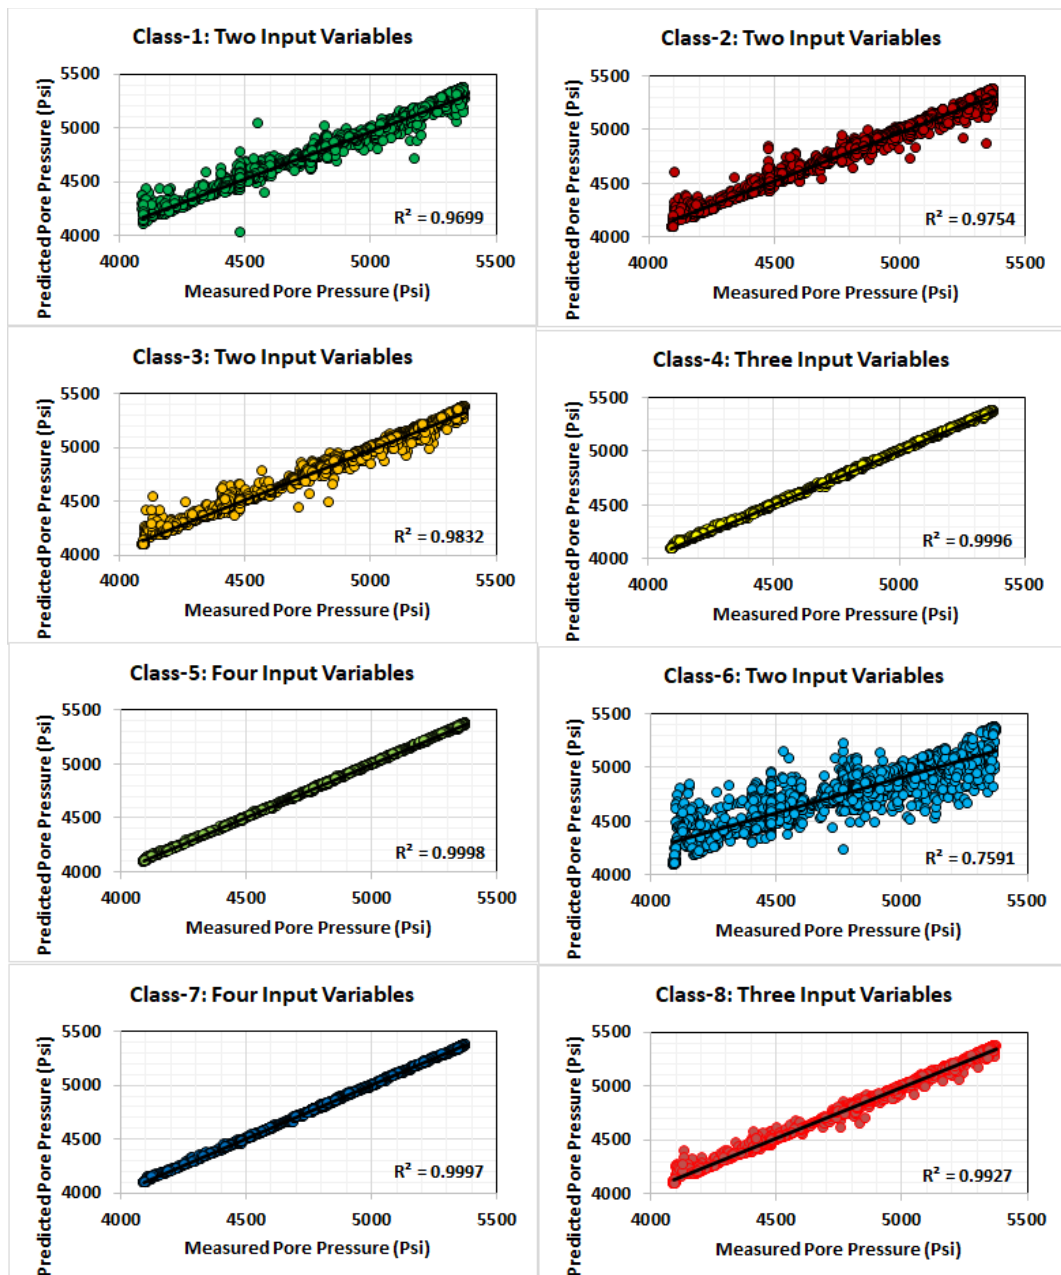 Class-1: Two Input Variables
Predicted Pore Pressure (Psi)
5500
5000
4500
4000
R² = 0.9699
4000 4500 5000 5500
Measured Pore Pressure (Psi)
Class-2: Two Input Variables
Predicted Pore Pressure (Psi)
5500
5000
4500
4000
R² = 0.9754
4000 4500 5000 5500
Measured Pore Pressure (Psi)
Class-3: Two Input Variables
Predicted Pore Pressure (Psi)
5500
5000
4500
4000
R² = 0.9832
4000 4500 5000 5500
Measured Pore Pressure (Psi)
Class-4: Three Input Variables
Predicted Pore Pressure (Psi)
5500
5000
4500
4000
R² = 0.9996
4000 4500 5000 5500
Measured Pore Pressure (Psi)
Class-5: Four Input Variables
Predicted Pore Pressure (Psi)
5500
5000
4500
4000
R² = 0.9998
4000 4500 5000 5500
Measured Pore Pressure (Psi)
Class-6: Two Input Variables
Predicted Pore Pressure (Psi)
5500
5000
4500
4000
R² = 0.7591
4000 4500 5000 5500
Measured Pore Pressure (Psi)
Class-7: Four Input Variables
Predicted Pore Pressure (Psi)
5500
5000
4500
4000
R² = 0.9997
4000 4500 5000 5500
Measured Pore Pressure (Psi)
Class-8: Three Input Variables
Predicted Pore Pressure (Psi)
5500
5000
4500
4000
R² = 0.9927
4000 4500 5000 5500
Measured Pore Pressure (Psi)